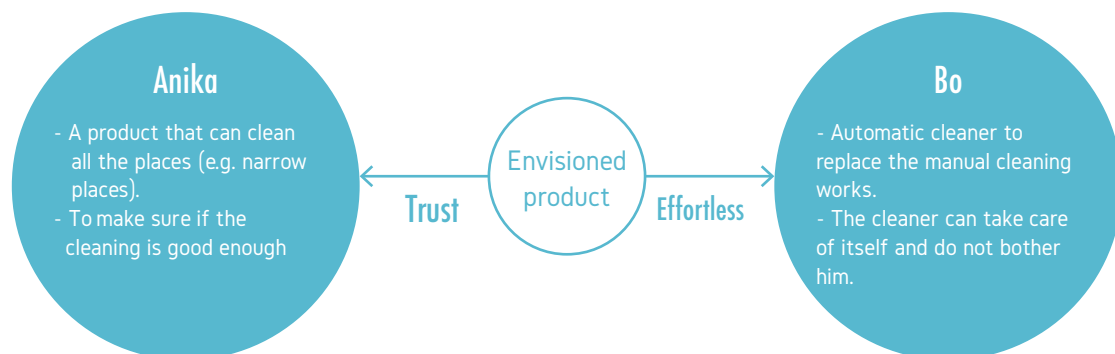 Anika
- A product that can clean
all the places (e.g. narrow
places).
- To make sure if the
cleaning is good enough
Trust
Envisioned
product
Effortless
Bo
- Automatic cleaner to
replace the manual cleaning
works.
- The cleaner can take care
of itself and do not bother
him.